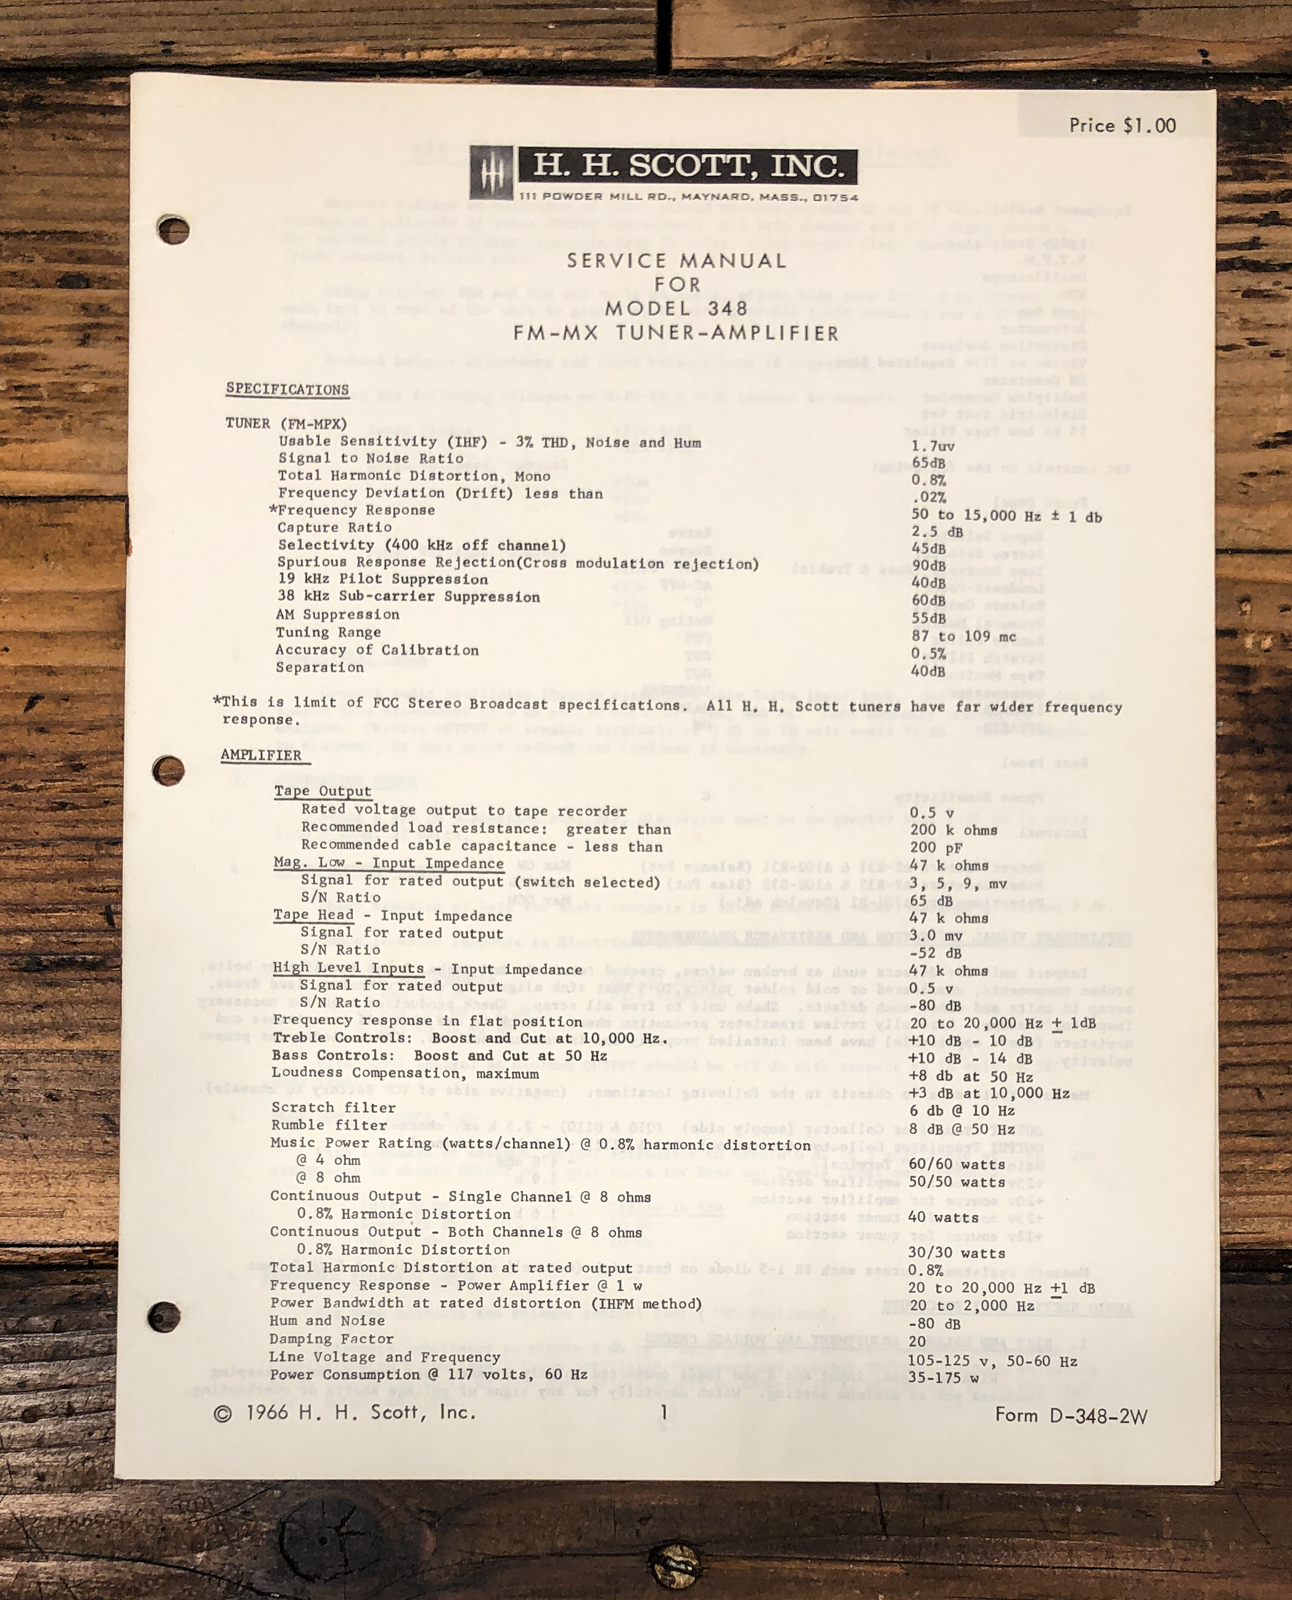 Price $1.00
H. H. SCOTT, INC.
111 POWDER MILL RD., MAYNARD, MASS., 01754
SERVICE MANUAL
FOR
MODEL 348
FM-MX TUNER-AMPLIFIER
SPECIFICATIONS
TUNER (FM-MPX)
Usable Sensitivity (IHF) - 3% THD, Noise and Hum 1.7uv
Signal to Noise Ratio 65dB
Total Harmonic Distortion, Mono 0.8%
Frequency Deviation (Drift) less than .02%
*Frequency Response 50 to 15,000 Hz ± 1 db
Capture Ratio 2.5 dB
Selectivity (400 kHz off channel) 45dB
Spurious Response Rejection(Cross modulation rejection) 90dB
19 kHz Pilot Suppression 40dB
38 kHz Sub-carrier Suppression 60dB
AM Suppression 55dB
Tuning Range 87 to 109 mc
Accuracy of Calibration 0.5%
Separation 40dB
*This is limit of FCC Stereo Broadcast specifications. All H. H. Scott tuners have far wider frequency
response.
AMPLIFIER
Tape Output
Rated voltage output to tape recorder 0.5 v
Recommended load resistance: greater than 200 k ohms
Recommended cable capacitance - less than 200 pF
Mag. Low - Input Impedance 47 k ohms
Signal for rated output (switch selected) 3, 5, 9, mv
S/N Ratio 65 dB
Tape Head - Input impedance 47 k ohms
Signal for rated output 3.0 mv
S/N Ratio -52 dB
High Level Inputs - Input impedance 47 k ohms
Signal for rated output 0.5 v
S/N Ratio -80 dB
Frequency response in flat position 20 to 20,000 Hz ± 1dB
Treble Controls: Boost and Cut at 10,000 Hz. +10 dB - 10 dB
Bass Controls: Boost and Cut at 50 Hz +10 dB - 14 dB
Loudness Compensation, maximum +8 db at 50 Hz
+3 dB at 10,000 Hz
Scratch filter 6 db @ 10 Hz
Rumble filter 8 dB @ 50 Hz
Music Power Rating (watts/channel) @ 0.8% harmonic distortion
@ 4 ohm 60/60 watts
@ 8 ohm 50/50 watts
Continuous Output - Single Channel @ 8 ohms
0.8% Harmonic Distortion 40 watts
Continuous Output - Both Channels @ 8 ohms
0.8% Harmonic Distortion 30/30 watts
Total Harmonic Distortion at rated output 0.8%
Frequency Response - Power Amplifier @ 1 w 20 to 20,000 Hz ±1 dB
Power Bandwidth at rated distortion (IHFM method) 20 to 2,000 Hz
Hum and Noise -80 dB
Damping Factor 20
Line Voltage and Frequency 105-125 v, 50-60 Hz
Power Consumption @ 117 volts, 60 Hz 35-175 w
© 1966 H. H. Scott, Inc. 1 Form D-348-2W